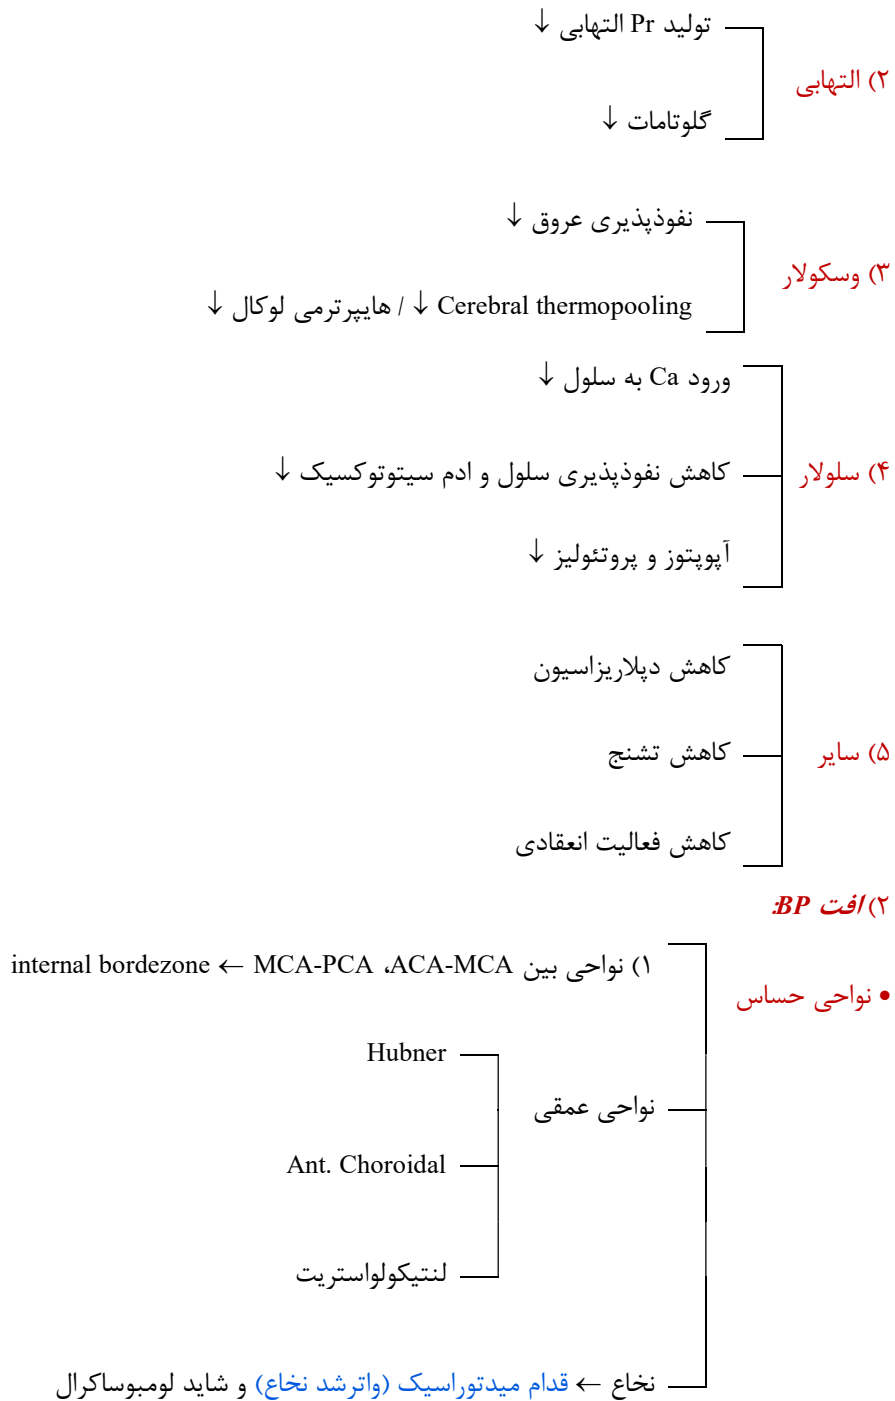 تولید Pr التهابی ↓
۲) التهابی
گلوتامات ↓
نفوذپذیری عروق ↓
۳) وسکولار
Cerebral thermopooling ↓ / هایپرترمی لوکال ↓
ورود Ca به سلول ↓
۴) سلولار
کاهش نفوذپذیری سلول و ادم سیتوتوکسیک ↓
آپوپتوز و پروتئولیز ↓
کاهش دپلاریزاسیون
۵) سایر
کاهش تشنج
کاهش فعالیت انعقادی
۲) افت BP:
• نواحی حساس
۱) نواحی بین MCA-PCA ،ACA-MCA ← internal bordezone
نواحی عمقی
Hubner
Ant. Choroidal
لنتیکولواستریت
نخاع ← قدام میدتوراسیک (واترشد نخاع) و شاید لومبوساکرال